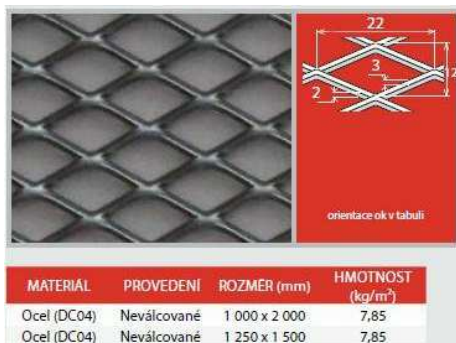 22
3
2
orientace ok v tabuli
MATERIÁL PROVEDENÍ ROZMĚR (mm) HMOTNOST (kg/m²)
Ocel (DC04) Neválcované 1 000 x 2 000 7,85
Ocel (DC04) Neválcované 1 250 x 1 500 7,85